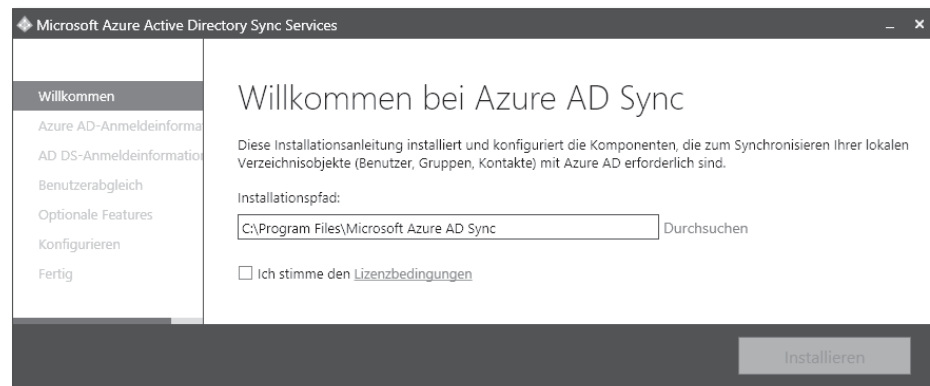 Microsoft Azure Active Directory Sync Services
Willkommen
Azure AD-Anmeldeinforma
AD DS-Anmeldeinformation
Benutzerabgleich
Optionale Features
Konfigurieren
Fertig
Willkommen bei Azure AD Sync
Diese Installationsanleitung installiert und konfiguriert die Komponenten, die zum Synchronisieren Ihrer lokalen
Verzeichnisobjekte (Benutzer, Gruppen, Kontakte) mit Azure AD erforderlich sind.
Installationspfad:
C:\Program Files\Microsoft Azure AD Sync
Durchsuchen
Ich stimme den Lizenzbedingungen
Installieren